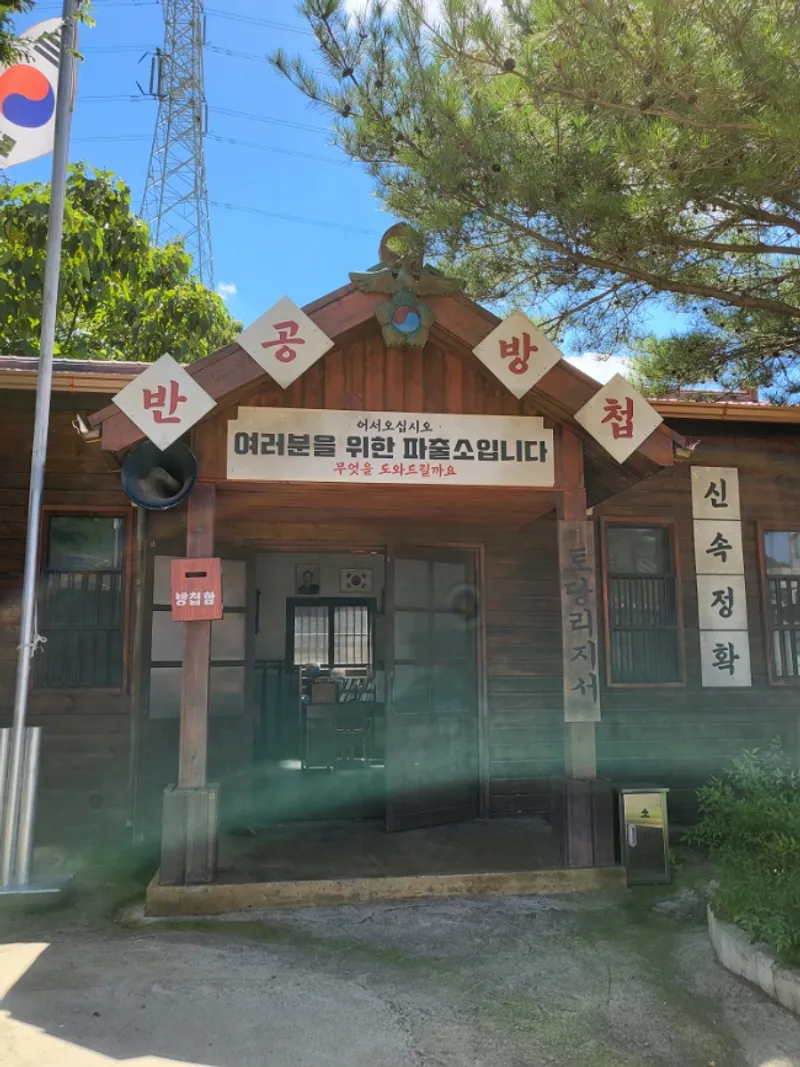 반공방첩
어서오십시오
여러분을 위한 파출소입니다
무엇을 도와드릴까요
방첩함
토당리지서
신속정확
소